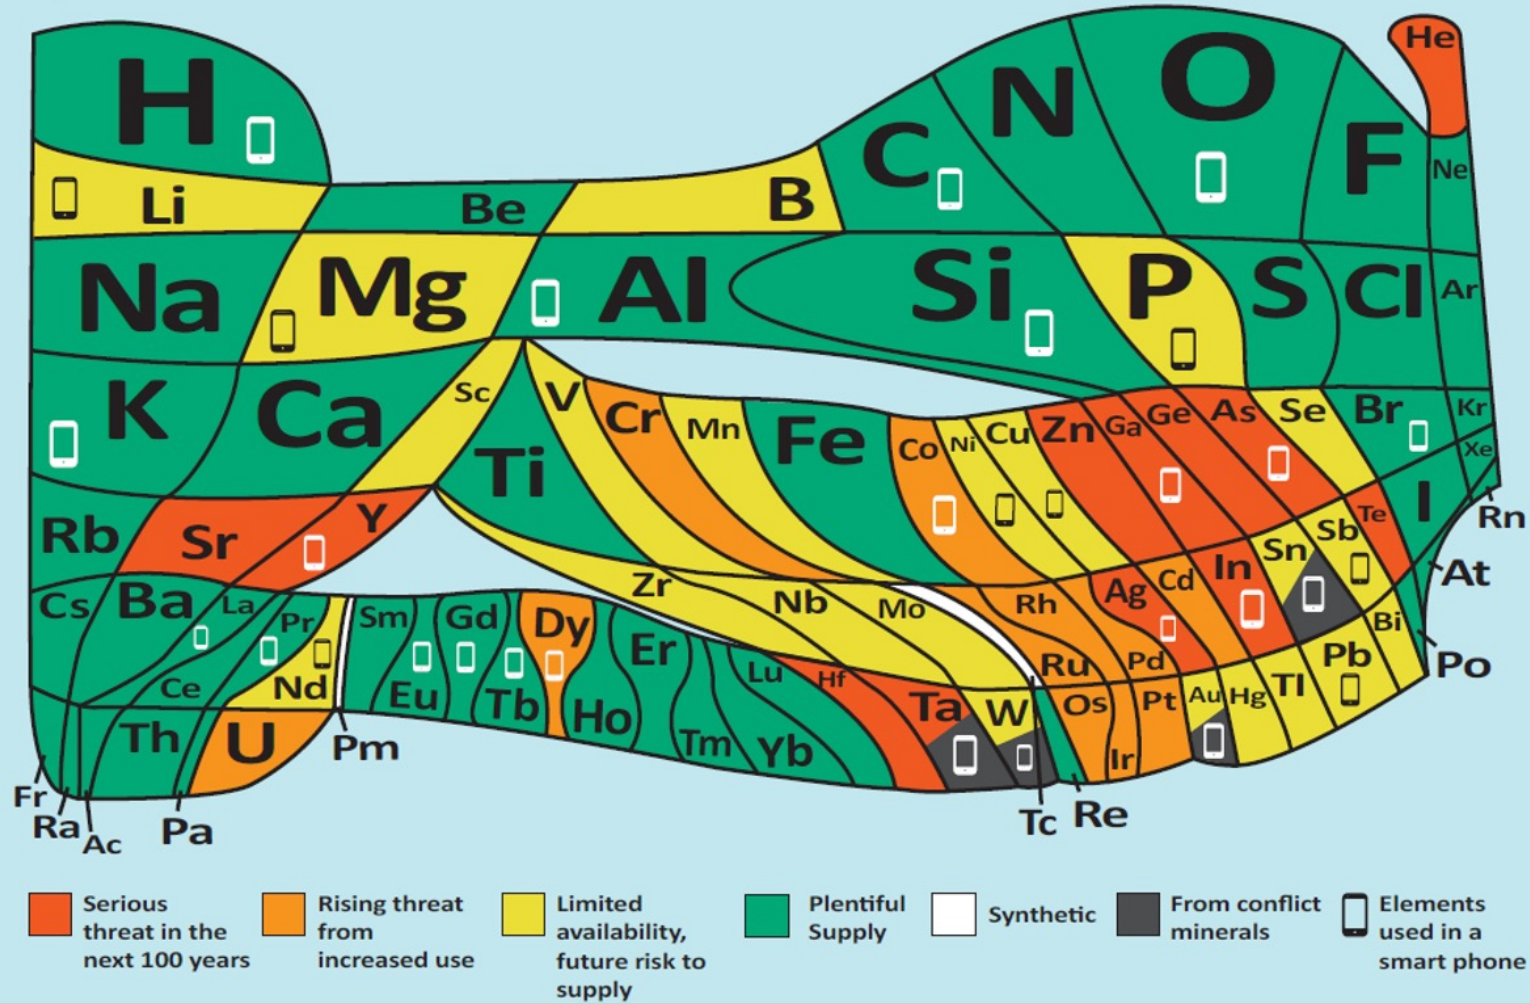 H
He
C
N
O
F
Ne
Li
Be
B
Na
Mg
Al
Si
P
S
Cl
Ar
K
Ca
Sc
Ti
V
Cr
Mn
Fe
Co
Ni
Cu
Zn
Ga
Ge
As
Se
Br
Kr
Xe
Rb
Sr
Y
Zr
Nb
Mo
Rh
Ru
Ag
Pd
Cd
In
Sn
Sb
Te
I
Rn
At
Cs
Ba
La
Ce
Pr
Nd
Sm
Eu
Gd
Tb
Dy
Ho
Er
Tm
Yb
Lu
Hf
Ta
W
Os
Ir
Pt
Au
Hg
Tl
Pb
Bi
Po
Th
U
Pm
Fr
Ra
Ac
Pa
Tc
Re
Serious
threat in the
next 100 years
Rising threat
from
increased use
Limited
availability,
future risk to
supply
Plentiful
Supply
Synthetic
From conflict
minerals
Elements
used in a
smart phone